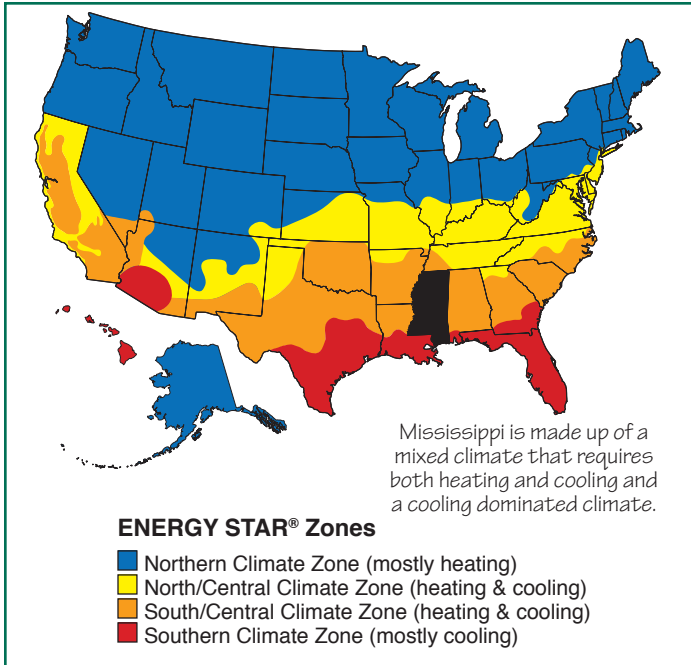 Mississippi is made up of a
mixed climate that requires
both heating and cooling and
a cooling dominated climate.
ENERGY STAR® Zones
Northern Climate Zone (mostly heating)
North/Central Climate Zone (heating & cooling)
South/Central Climate Zone (heating & cooling)
Southern Climate Zone (mostly cooling)